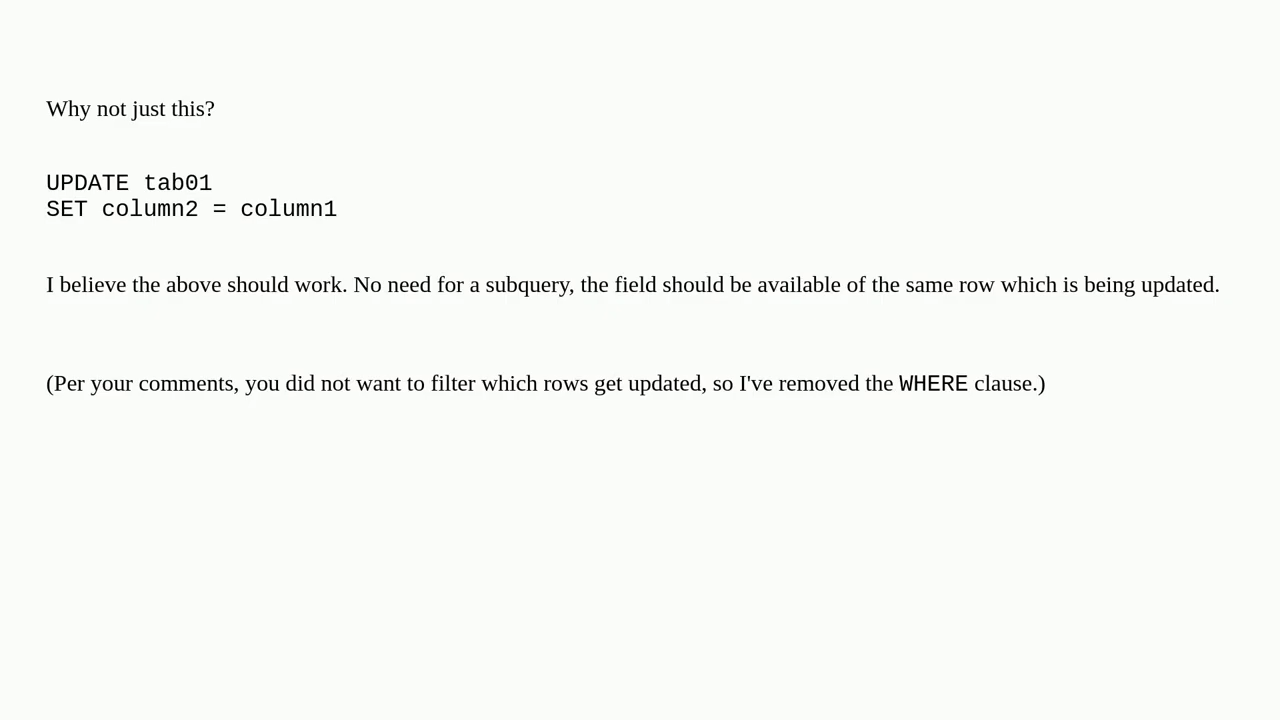 Why not just this?
UPDATE tab01
SET column2 = column1
I believe the above should work. No need for a subquery, the field should be available of the same row which is being updated.
(Per your comments, you did not want to filter which rows get updated, so I've removed the WHERE clause.)